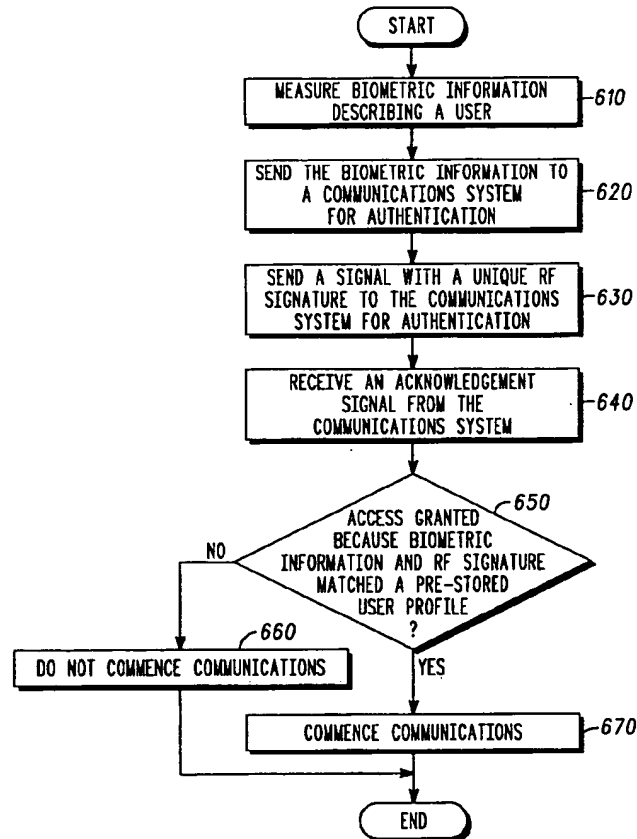 START
MEASURE BIOMETRIC INFORMATION
DESCRIBING A USER
610
SEND THE BIOMETRIC INFORMATION TO
A COMMUNICATIONS SYSTEM
FOR AUTHENTICATION
620
SEND A SIGNAL WITH A UNIQUE RF
SIGNATURE TO THE COMMUNICATIONS
SYSTEM FOR AUTHENTICATION
630
RECEIVE AN ACKNOWLEDGEMENT
SIGNAL FROM THE
COMMUNICATIONS SYSTEM
640
650
ACCESS GRANTED
BECAUSE BIOMETRIC
INFORMATION AND RF SIGNATURE
MATCHED A PRE-STORED
USER PROFILE
?
NO
YES
660
DO NOT COMMENCE COMMUNICATIONS
COMMENCE COMMUNICATIONS
670
END